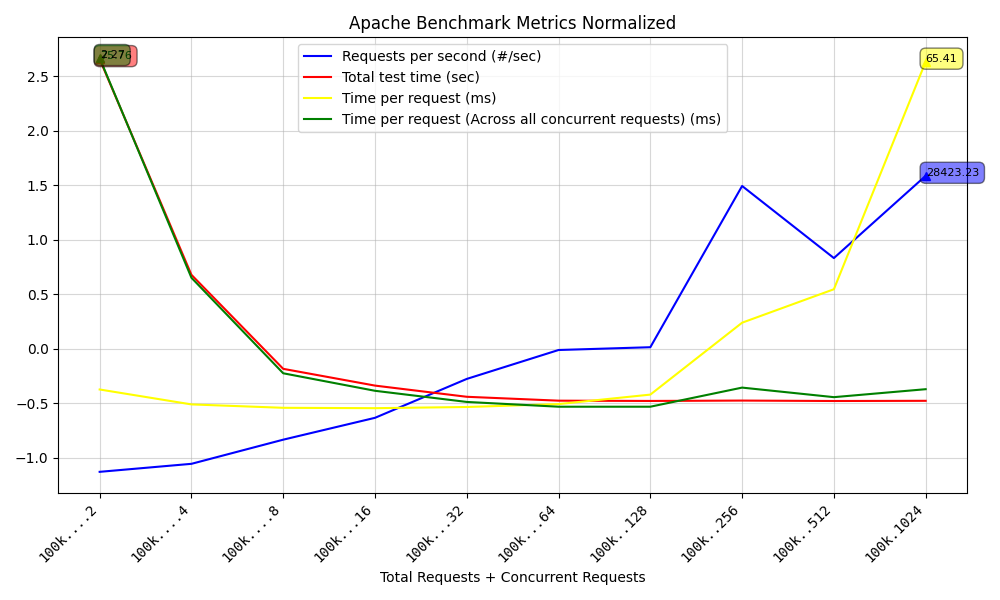 Apache Benchmark Metrics Normalized
2.27
65.41
28423.23
Requests per second (#/sec)
Total test time (sec)
Time per request (ms)
Time per request (Across all concurrent requests) (ms)
2.5
2.0
1.5
1.0
0.5
0.0
−0.5
−1.0
100k....2
100k....4
100k....8
100k...16
100k...32
100k...64
100k..128
100k..256
100k..512
100k.1024
Total Requests + Concurrent Requests